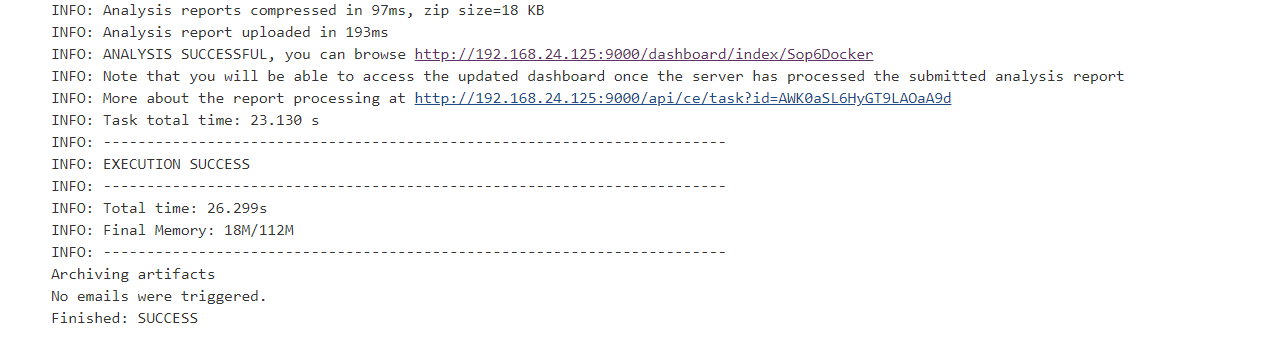 INFO: Analysis reports compressed in 97ms, zip size=18 KB
INFO: Analysis report uploaded in 193ms
INFO: ANALYSIS SUCCESSFUL, you can browse http://192.168.24.125:9000/dashboard/index/Sop6Docker
INFO: Note that you will be able to access the updated dashboard once the server has processed the submitted analysis report
INFO: More about the report processing at http://192.168.24.125:9000/api/ce/task?id=AWK0aSL6HyGT9LAOaA9d
INFO: Task total time: 23.130 s
INFO: ------------------------------------------------------------------------
INFO: EXECUTION SUCCESS
INFO: ------------------------------------------------------------------------
INFO: Total time: 26.299s
INFO: Final Memory: 18M/112M
INFO: ------------------------------------------------------------------------
Archiving artifacts
No emails were triggered.
Finished: SUCCESS